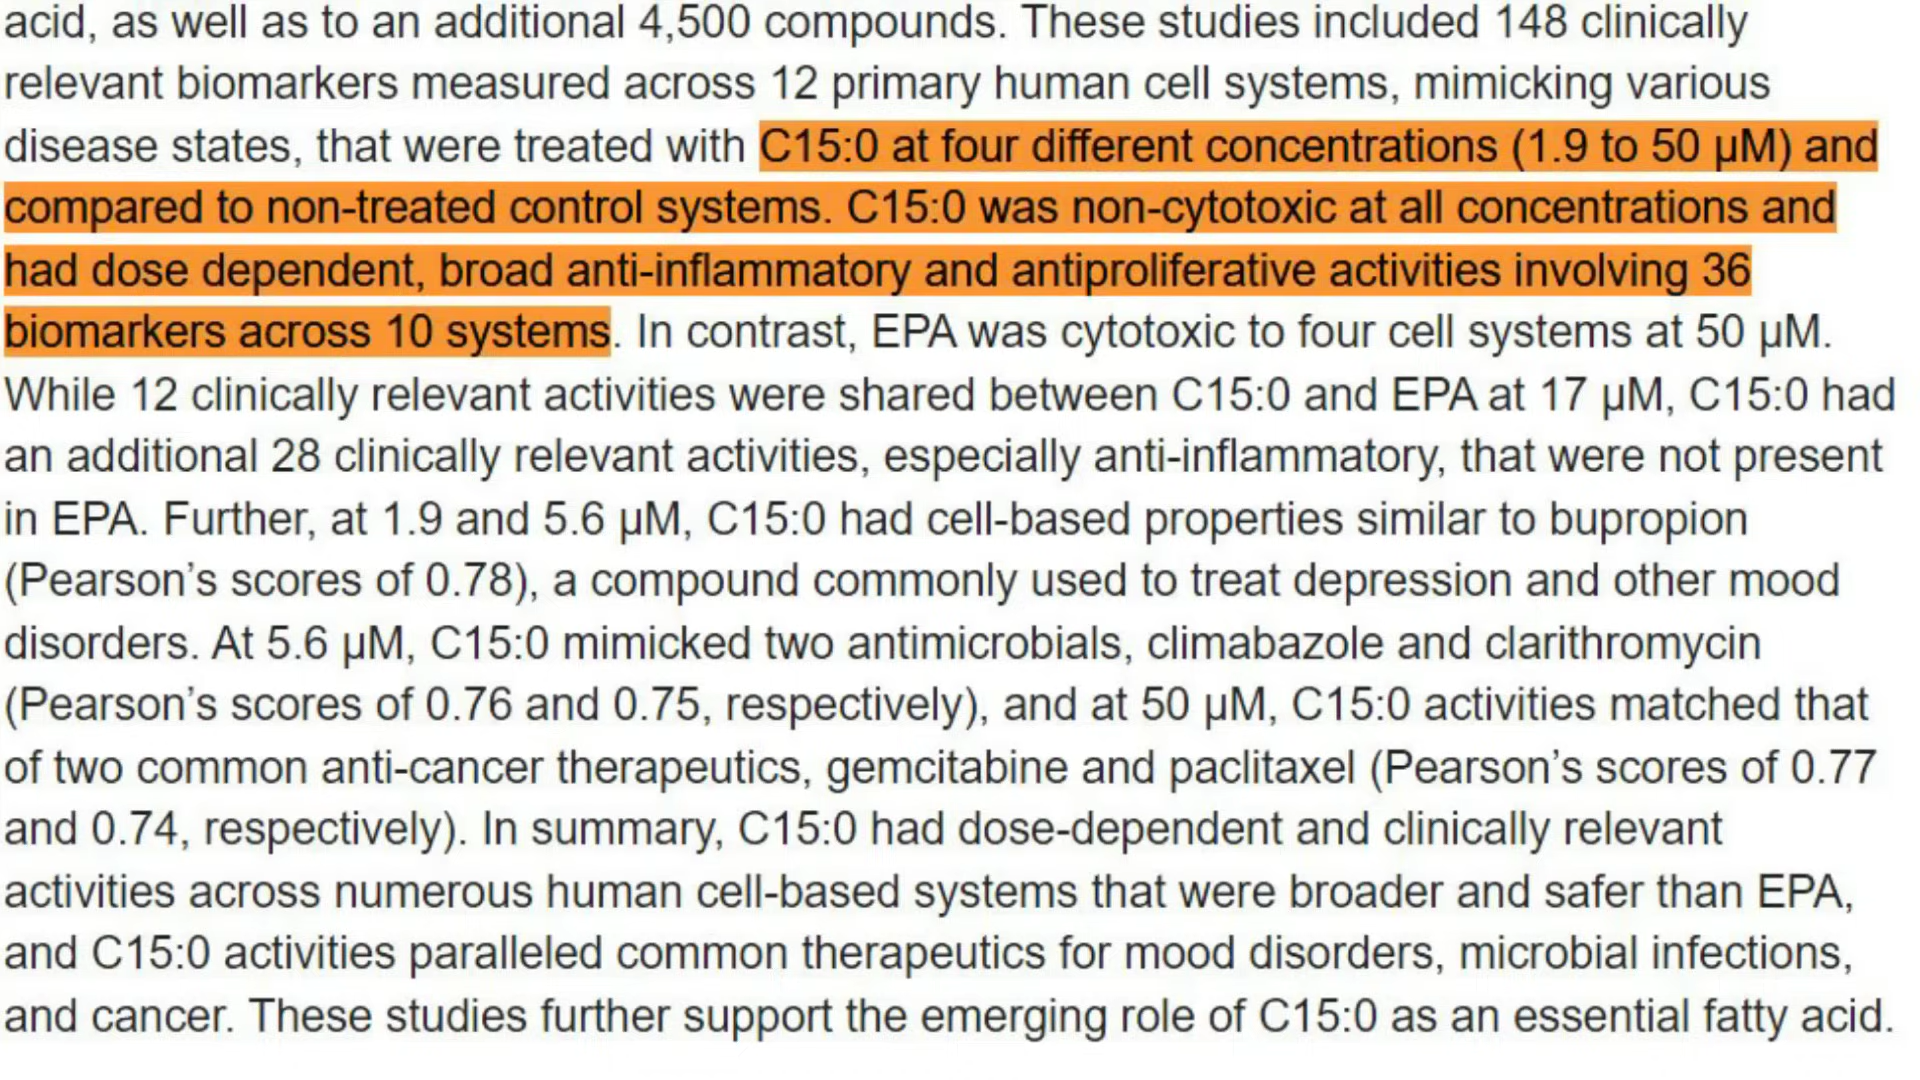 acid, as well as to an additional 4,500 compounds. These studies included 148 clinically
relevant biomarkers measured across 12 primary human cell systems, mimicking various
disease states, that were treated with C15:0 at four different concentrations (1.9 to 50 µM) and
compared to non-treated control systems. C15:0 was non-cytotoxic at all concentrations and
had dose dependent, broad anti-inflammatory and antiproliferative activities involving 36
biomarkers across 10 systems. In contrast, EPA was cytotoxic to four cell systems at 50 µM.
While 12 clinically relevant activities were shared between C15:0 and EPA at 17 µM, C15:0 had
an additional 28 clinically relevant activities, especially anti-inflammatory, that were not present
in EPA. Further, at 1.9 and 5.6 µM, C15:0 had cell-based properties similar to bupropion
(Pearson’s scores of 0.78), a compound commonly used to treat depression and other mood
disorders. At 5.6 µM, C15:0 mimicked two antimicrobials, climabazole and clarithromycin
(Pearson’s scores of 0.76 and 0.75, respectively), and at 50 µM, C15:0 activities matched that
of two common anti-cancer therapeutics, gemcitabine and paclitaxel (Pearson’s scores of 0.77
and 0.74, respectively). In summary, C15:0 had dose-dependent and clinically relevant
activities across numerous human cell-based systems that were broader and safer than EPA,
and C15:0 activities paralleled common therapeutics for mood disorders, microbial infections,
and cancer. These studies further support the emerging role of C15:0 as an essential fatty acid.